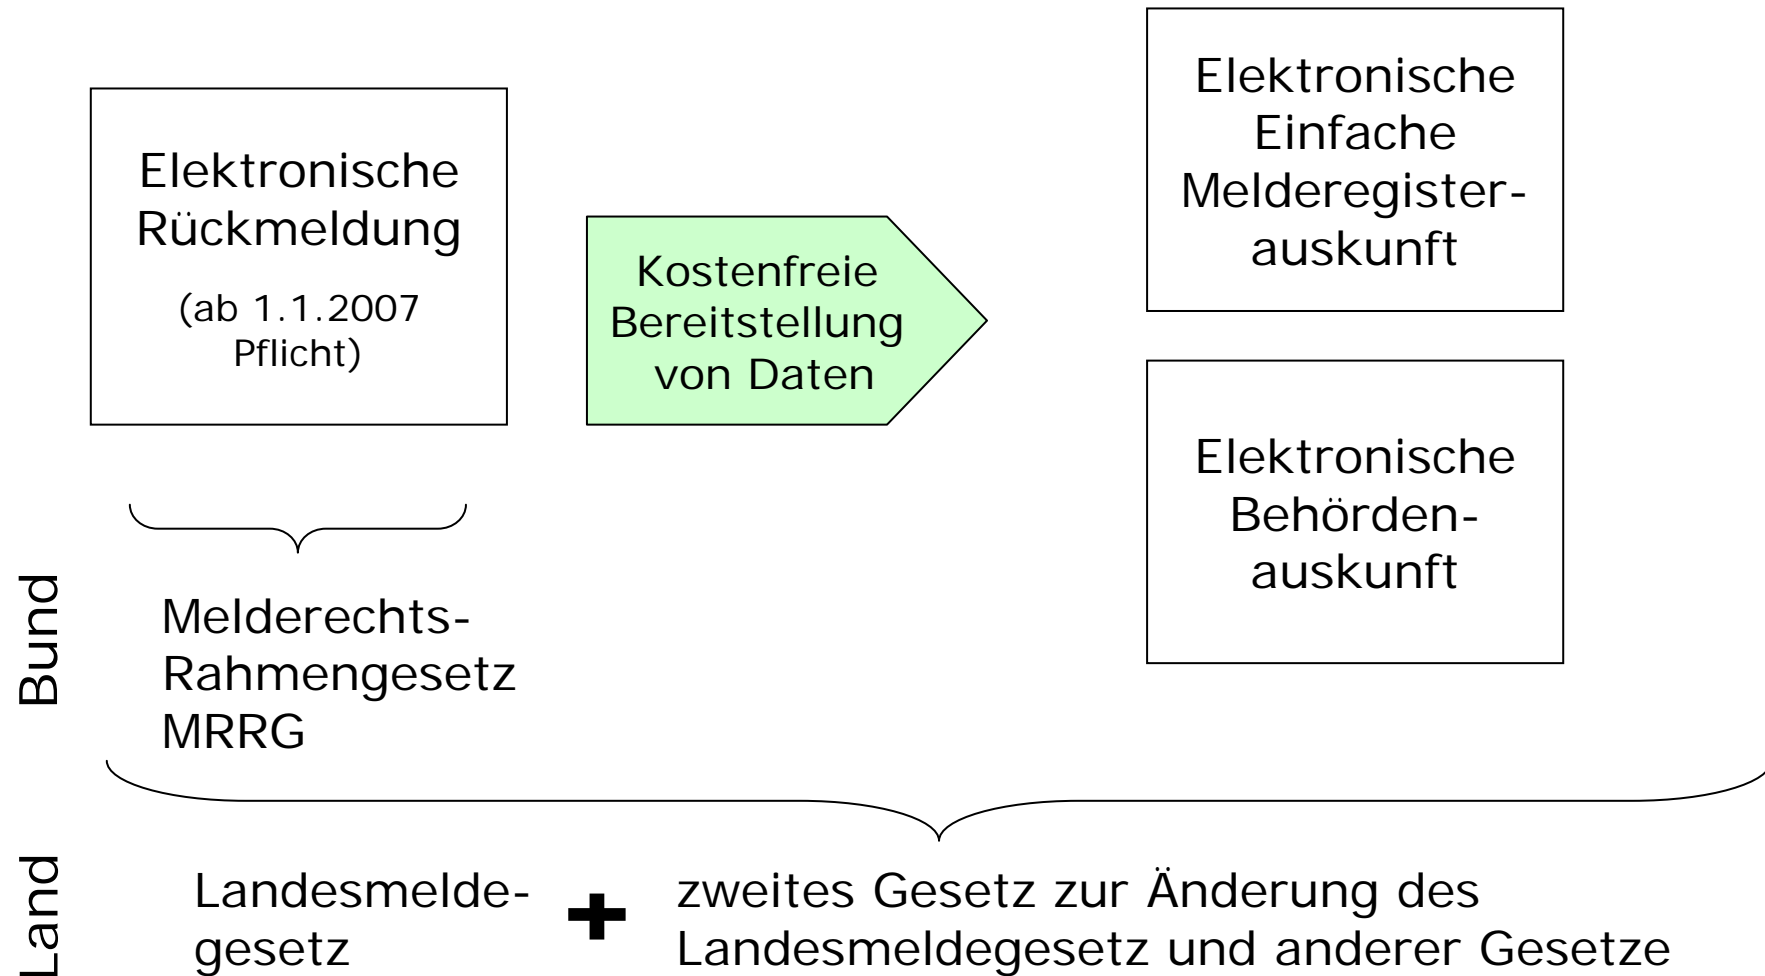 Elektronische
Rückmeldung
(ab 1.1.2007
Pflicht)
Kostenfreie
Bereitstellung
von Daten
Elektronische
Einfache
Melderegister-
auskunft
Elektronische
Behörden-
auskunft
Bund
Melderechts-
Rahmengesetz
MRRG
Land
Landesmelde-
gesetz
+
zweites Gesetz zur Änderung des
Landesmeldegesetz und anderer Gesetze